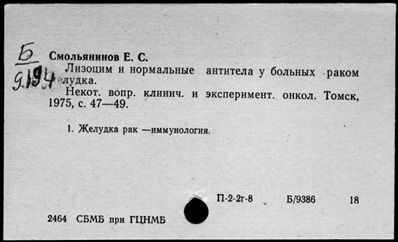 Б
9194
Смольянинов Е. С.
Лизоцим и нормальные антитела у больных раком
желудка.
Некот. вопр. клинич. и эксперимент. онкол. Томск,
1975, с. 47—49.
1. Желудка рак —иммунология.
П-2-2г-8 Б/9386 18
2464 СБМБ при ГЦНМБ